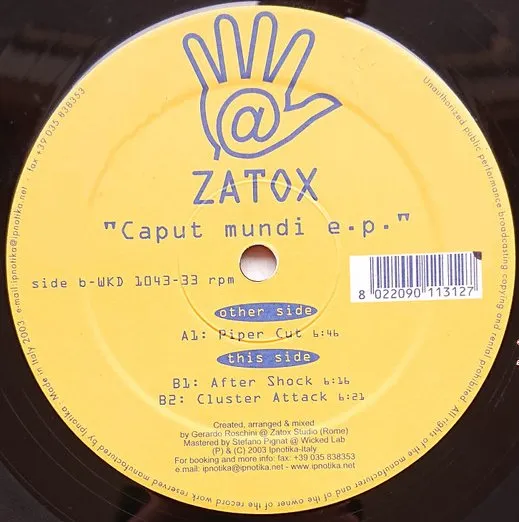 @
ZATOX
"Caput mundi e.p."
side b-WKD 1043-33 rpm
8 022090 113127
other side
A1: Piper Cut 6:46
this side
B1: After Shock 6:16
B2: Cluster Attack 6:21
Created, arranged & mixed
by Gerardo Roschini @ Zatox Studio (Rome)
Mastered by Stefano Pignat @ Wicked Lab
(P) & (C) 2003 Ipnotika-Italy
For booking and more info: fax: +39 035 838353
e.mail: ipnotika@ipnotika.net - www.ipnotika.net
Unauthorized public performance broadcasting copying and rental prohibited. All rights of the manufacturer and of the owner of the record work reserved by ipnotika. Made in Italy 2003 e-mail:ipnotika@ipnotika.net - fax +39 035 838353